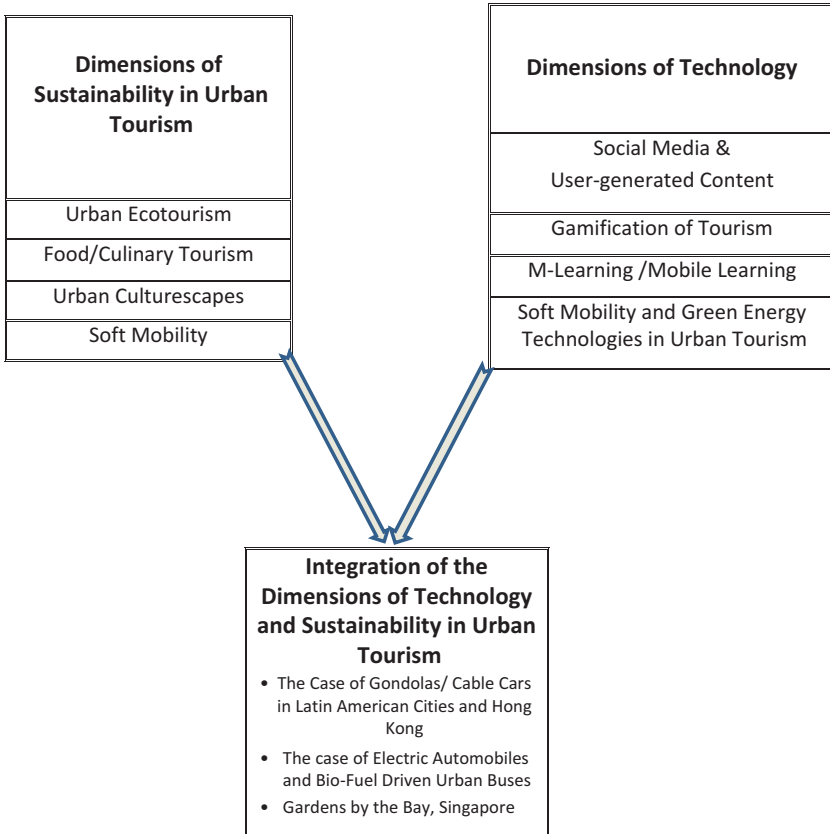 Dimensions of
Sustainability in Urban
Tourism
Urban Ecotourism
Food/Culinary Tourism
Urban Culturescapes
Soft Mobility
Dimensions of Technology
Social Media &
User-generated Content
Gamification of Tourism
M-Learning /Mobile Learning
Soft Mobility and Green Energy
Technologies in Urban Tourism
Integration of the
Dimensions of Technology
and Sustainability in Urban
Tourism
• The Case of Gondolas/ Cable Cars
in Latin American Cities and Hong
Kong
• The case of Electric Automobiles
and Bio-Fuel Driven Urban Buses
• Gardens by the Bay, Singapore